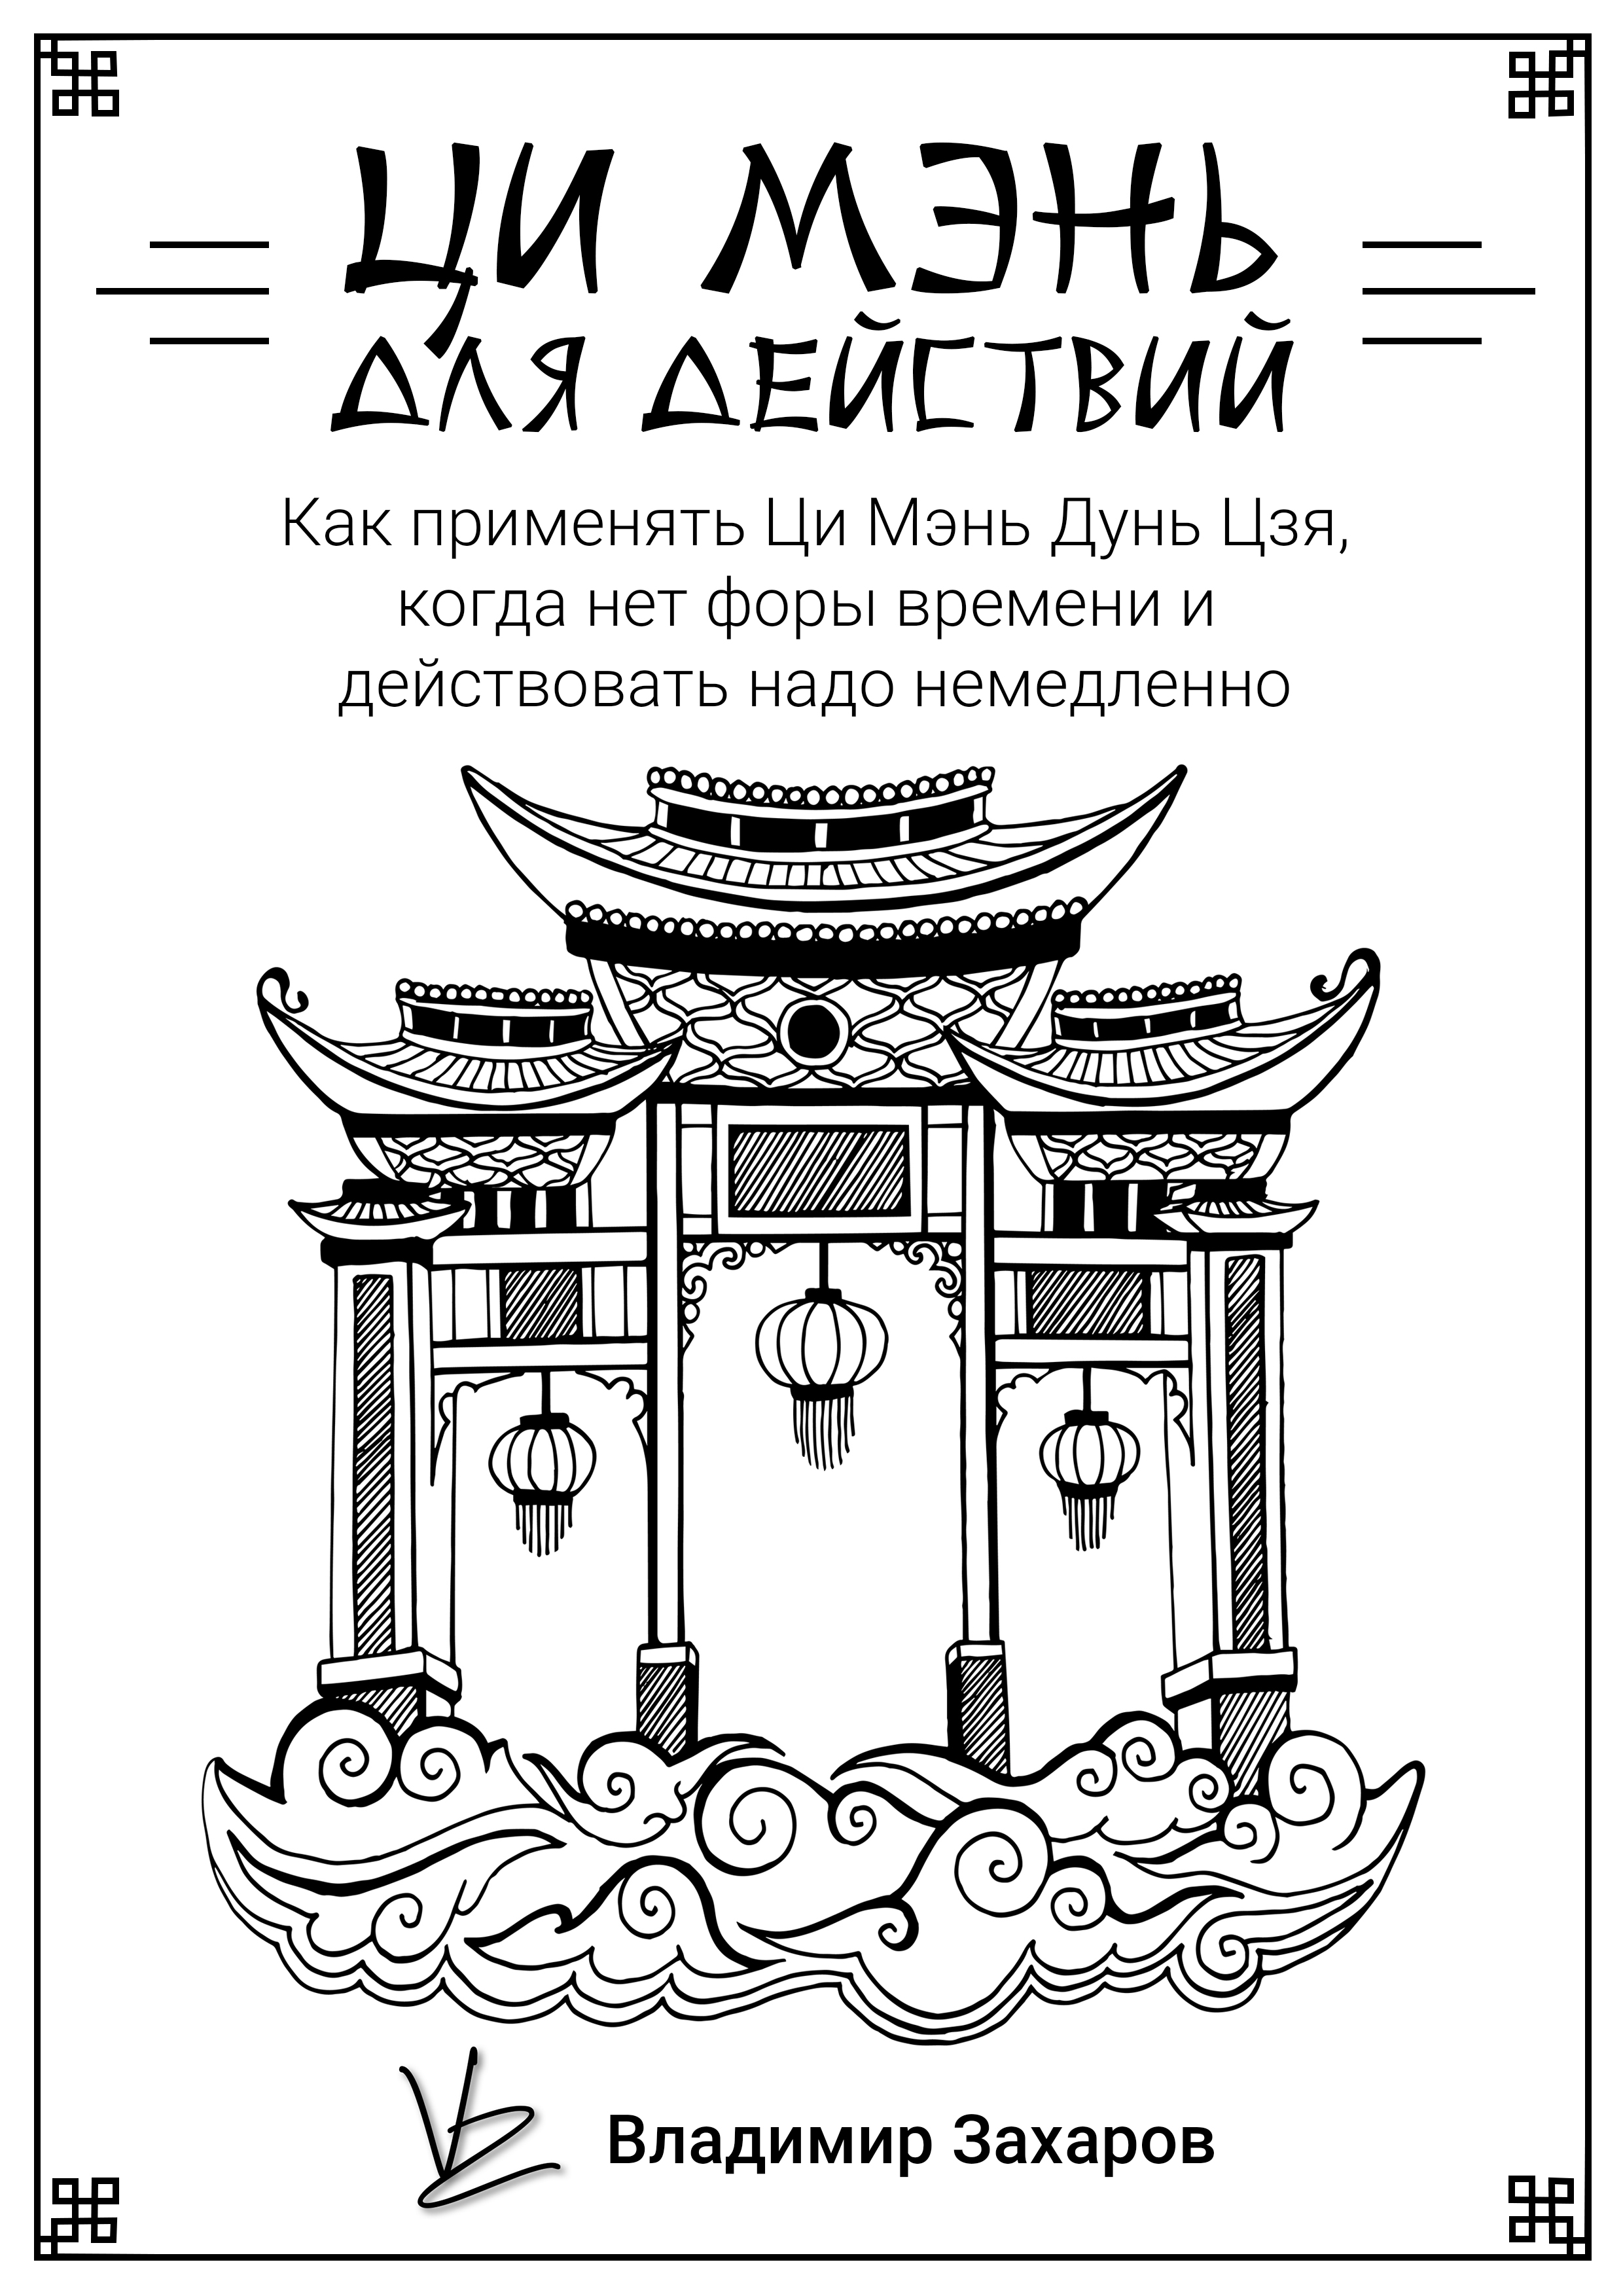 ЦИ МЭНЬ
ДЛЯ ДЕЙСТВИЙ
Как применять Ци Мэнь Дунь Цзя,
когда нет форы времени и
действовать надо немедленно
Владимир Захаров